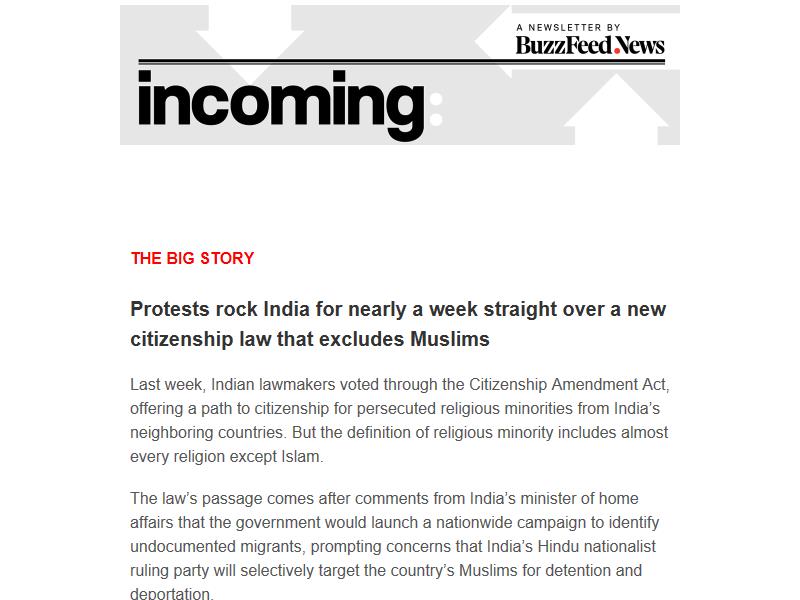 A NEWSLETTER BY
BuzzFeed.News
incoming:
THE BIG STORY
Protests rock India for nearly a week straight over a new
citizenship law that excludes Muslims
Last week, Indian lawmakers voted through the Citizenship Amendment Act,
offering a path to citizenship for persecuted religious minorities from India’s
neighboring countries. But the definition of religious minority includes almost
every religion except Islam.
The law’s passage comes after comments from India’s minister of home
affairs that the government would launch a nationwide campaign to identify
undocumented migrants, prompting concerns that India’s Hindu nationalist
ruling party will selectively target the country’s Muslims for detention and
deportation.